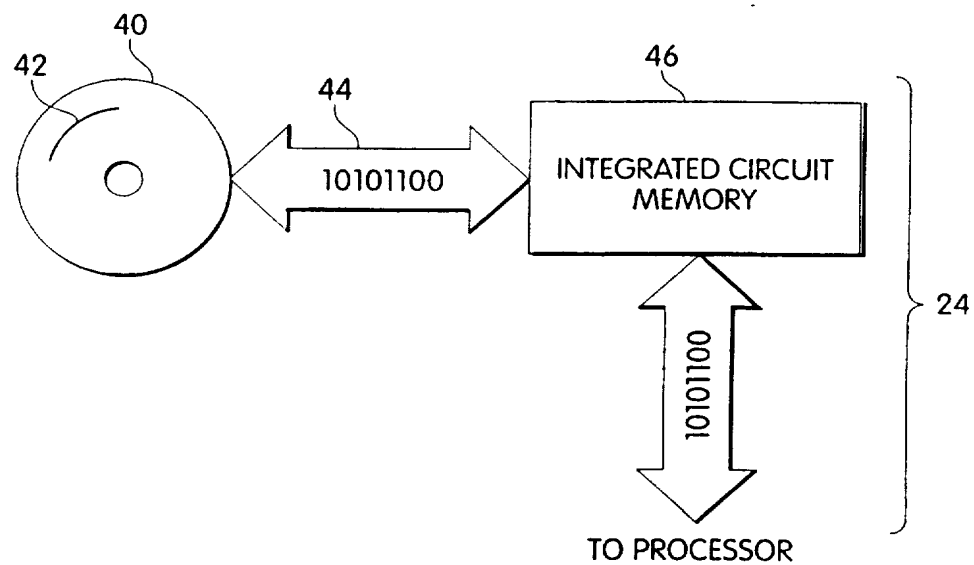 40
42
44
46
10101100
INTEGRATED CIRCUIT
MEMORY
24
10101100
TO PROCESSOR